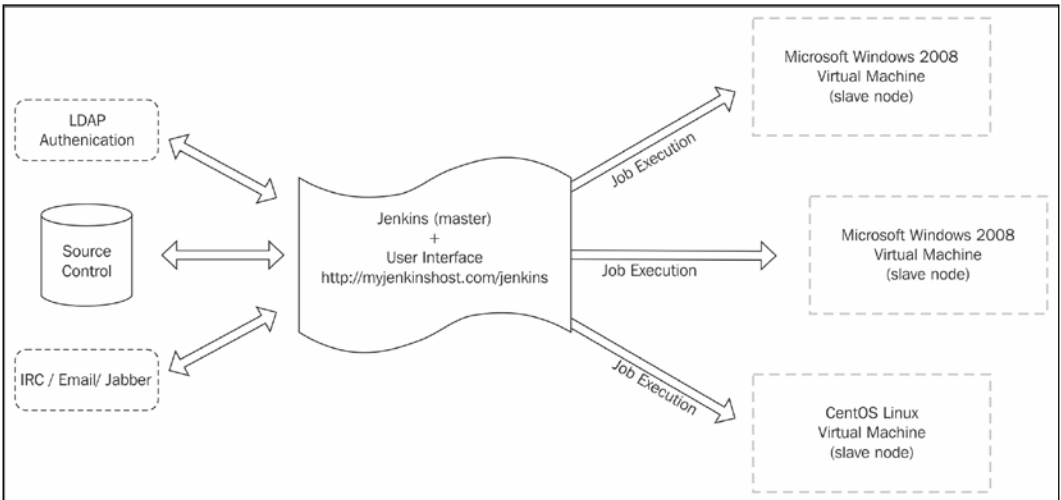 LDAP
Authenication
Source
Control
IRC / Email/ Jabber
Jenkins (master)
+
User Interface
http://myjenkinshost.com/jenkins
Job Execution
Job Execution
Job Execution
Microsoft Windows 2008
Virtual Machine
(slave node)
Microsoft Windows 2008
Virtual Machine
(slave node)
CentOS Linux
Virtual Machine
(slave node)